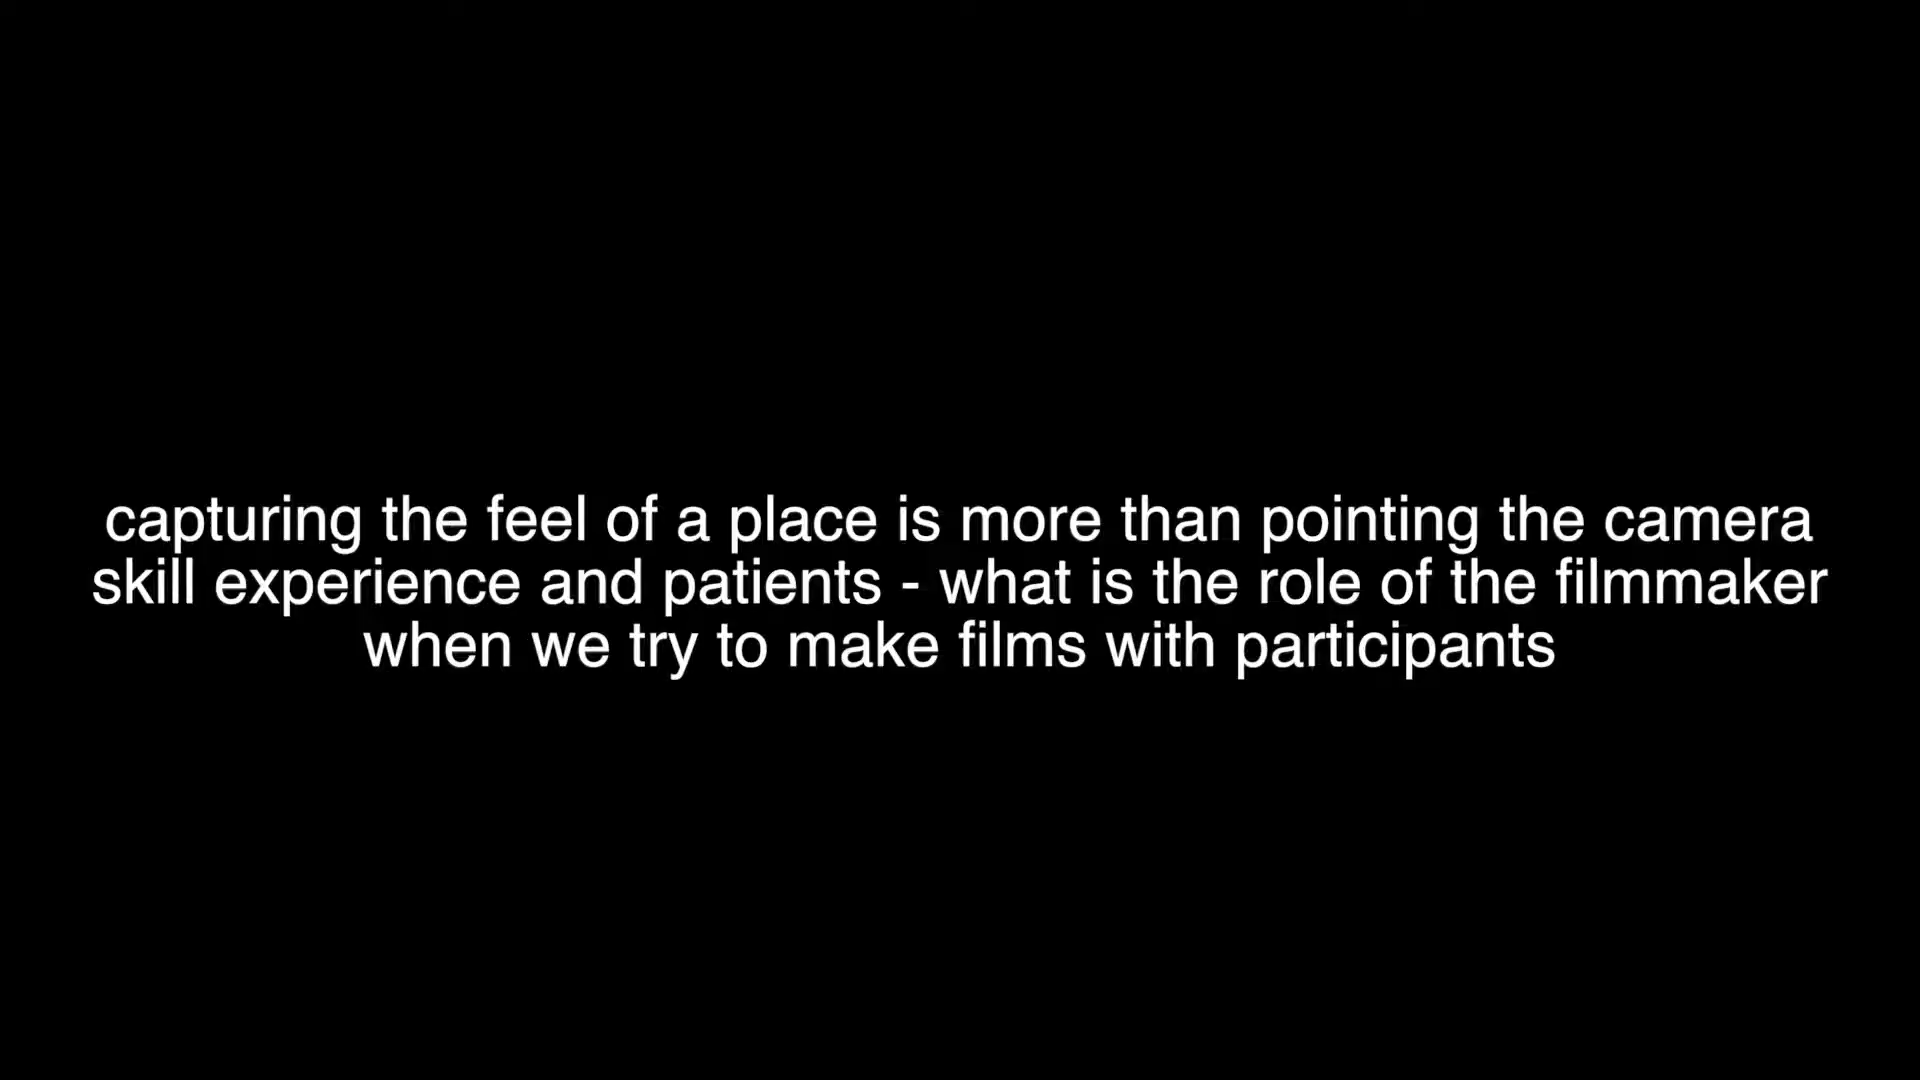 capturing the feel of a place is more than pointing the camera
skill experience and patients - what is the role of the filmmaker
when we try to make films with participants